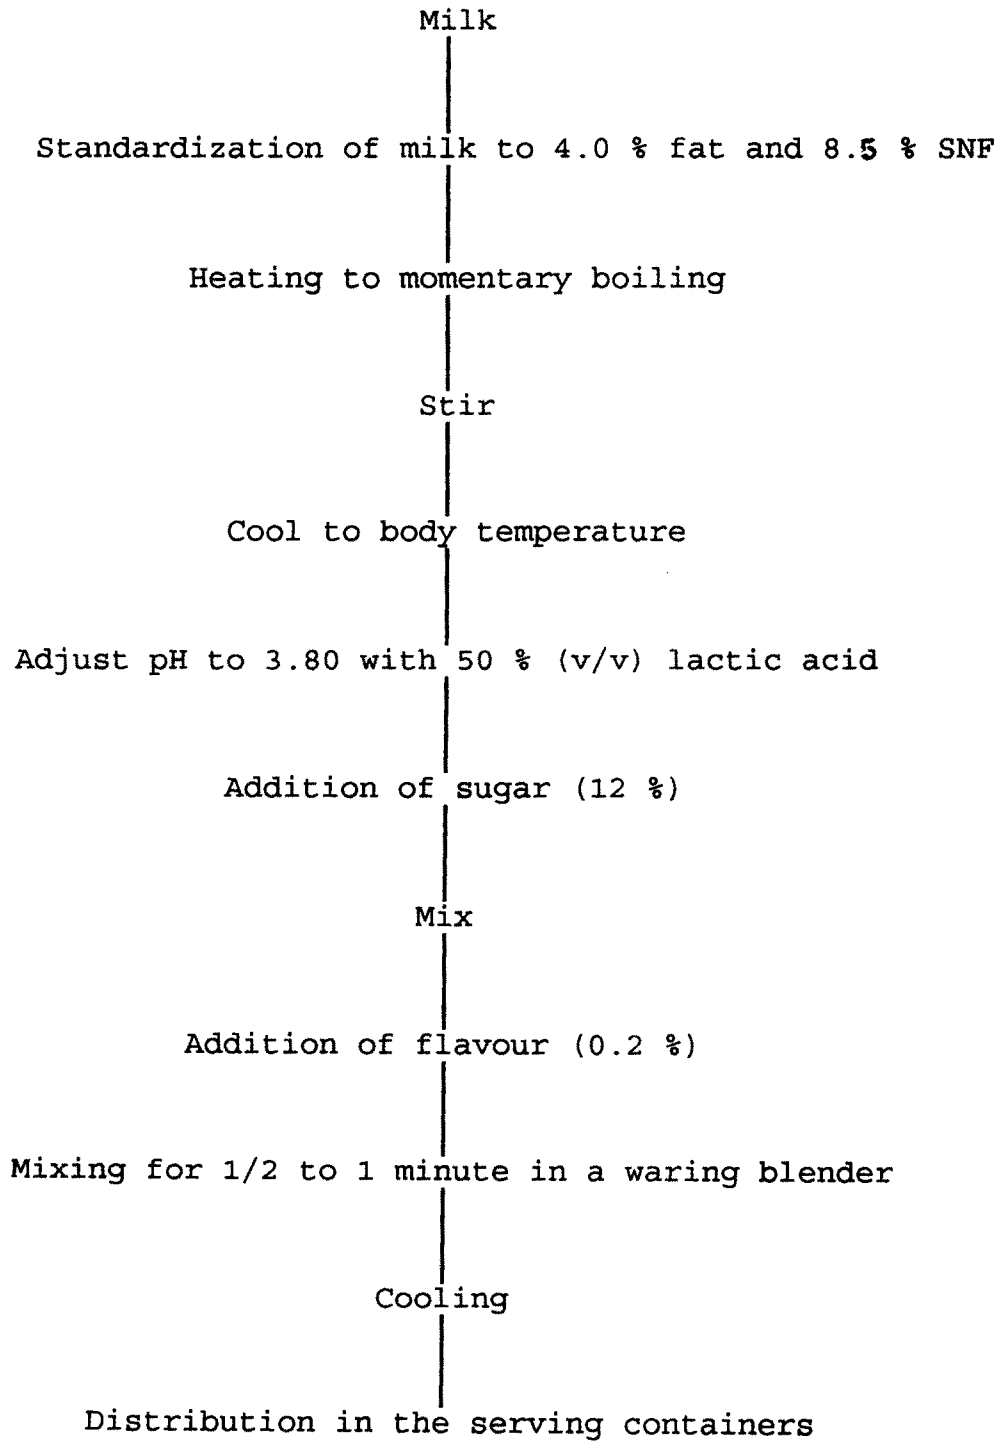 Milk
Standardization of milk to 4.0 % fat and 8.5 % SNF
Heating to momentary boiling
Stir
Cool to body temperature
Adjust pH to 3.80 with 50 % (v/v) lactic acid
Addition of sugar (12 %)
Mix
Addition of flavour (0.2 %)
Mixing for 1/2 to 1 minute in a waring blender
Cooling
Distribution in the serving containers